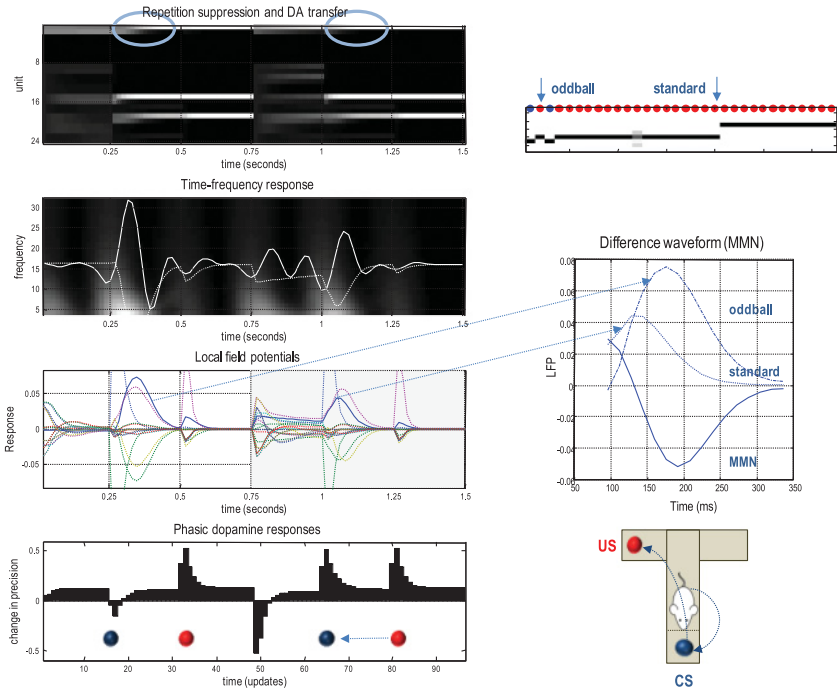 Repetition suppression and DA transfer
unit
8
16
24
0.25 0.5 0.75 1 1.25 1.5
time (seconds)
oddball standard
Time-frequency response
frequency
30
25
20
15
10
5
0.25 0.5 0.75 1 1.25 1.5
time (seconds)
Local field potentials
Response
0.05
0
-0.05
0.25 0.5 0.75 1 1.25 1.5
time (seconds)
Phasic dopamine responses
change in precision
0.5
0
-0.5
10 20 30 40 50 60 70 80 90
time (updates)
Difference waveform (MMN)
LFP
0.08
0.06
0.04
0.02
0
-0.02
-0.04
-0.06
oddball
standard
MMN
50 100 150 200 250 300 350
Time (ms)
US
CS